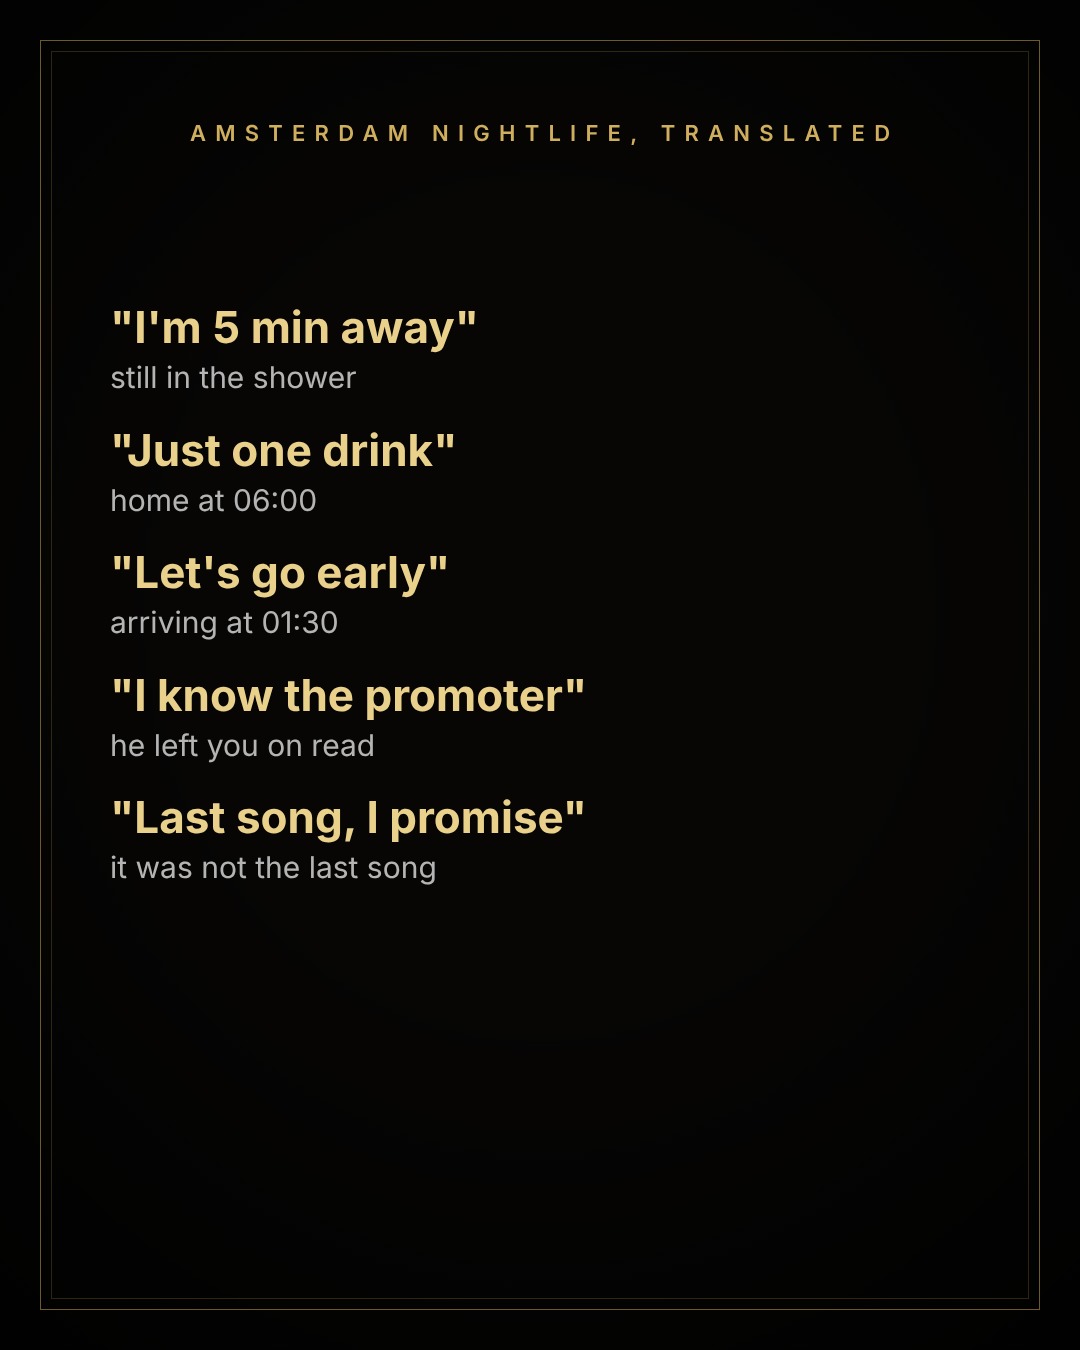 AMSTERDAM NIGHTLIFE, TRANSLATED
"I'm 5 min away"
still in the shower
"Just one drink"
home at 06:00
"Let's go early"
arriving at 01:30
"I know the promoter"
he left you on read
"Last song, I promise"
it was not the last song